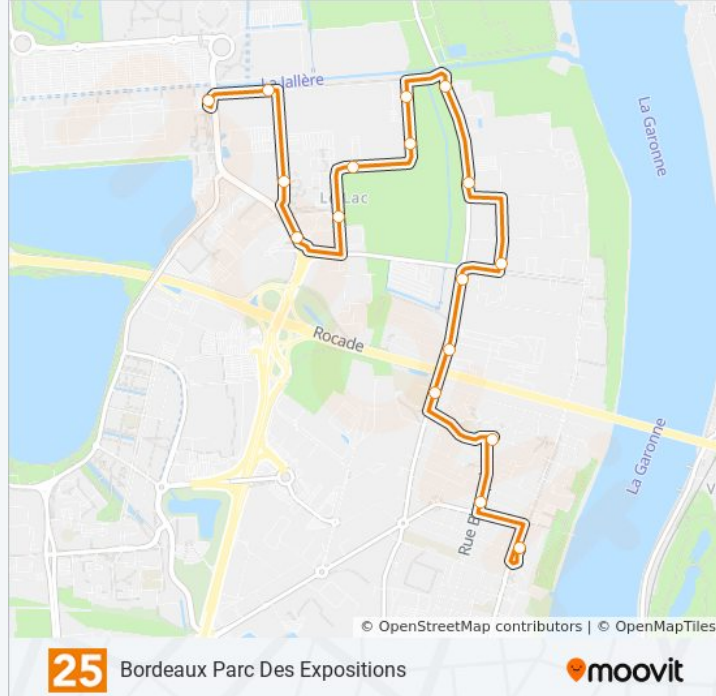 La Jallère
La Garonne
Le Lac
Rocade
La Garonne
Rue B
© OpenStreetMap contributors | © OpenMapTiles
25 Bordeaux Parc Des Expositions
moovit